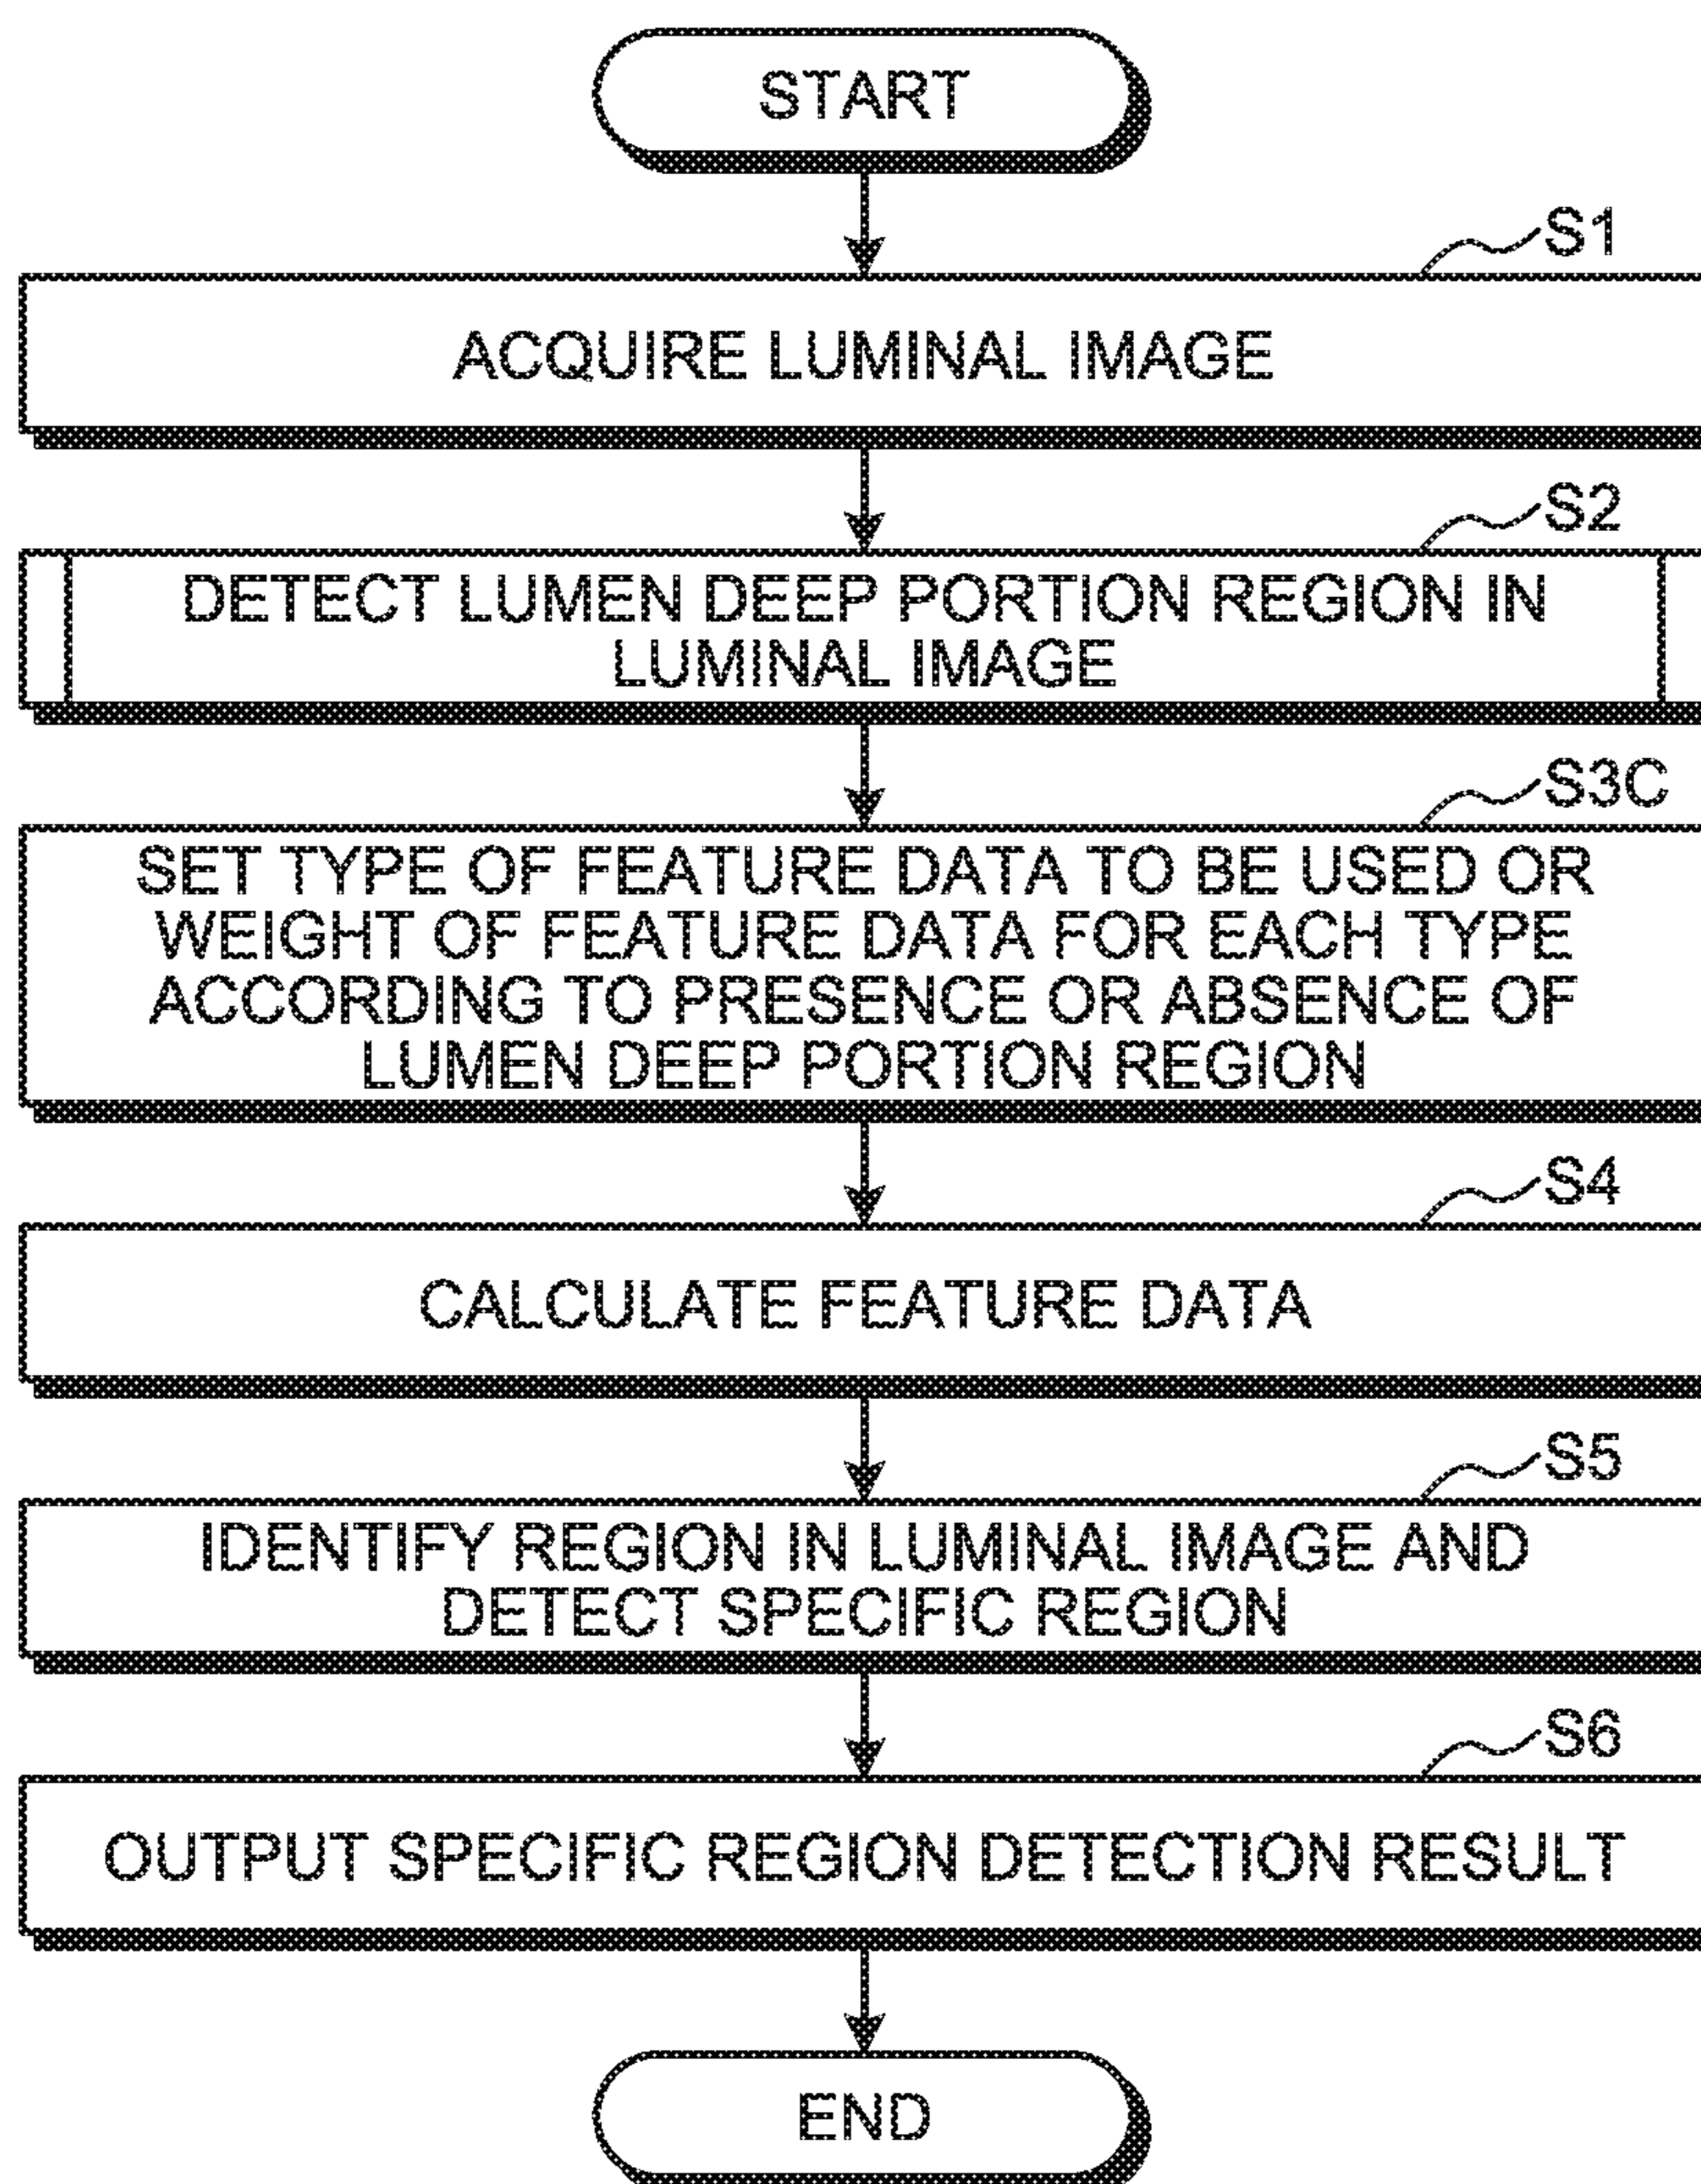 START
S1
ACQUIRE LUMINAL IMAGE
S2
DETECT LUMEN DEEP PORTION REGION IN
LUMINAL IMAGE
S3C
SET TYPE OF FEATURE DATA TO BE USED OR
WEIGHT OF FEATURE DATA FOR EACH TYPE
ACCORDING TO PRESENCE OR ABSENCE OF
LUMEN DEEP PORTION REGION
S4
CALCULATE FEATURE DATA
S5
IDENTIFY REGION IN LUMINAL IMAGE AND
DETECT SPECIFIC REGION
S6
OUTPUT SPECIFIC REGION DETECTION RESULT
END